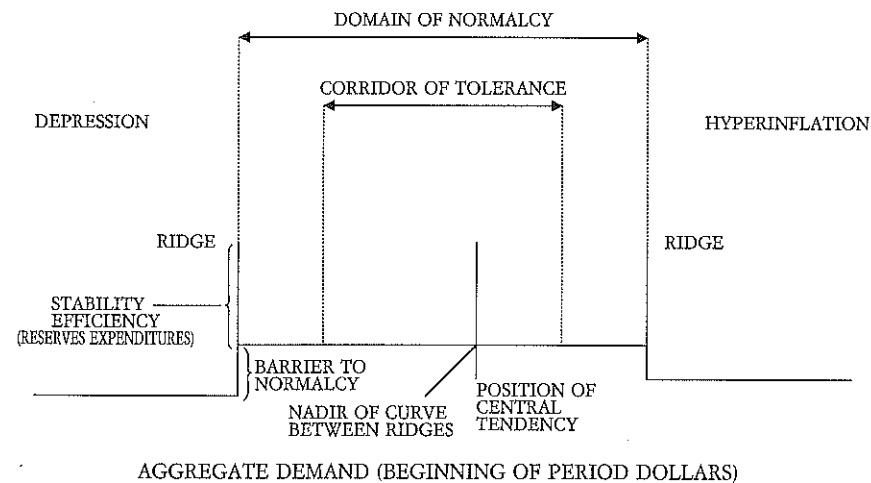 DOMAIN OF NORMALCY
CORRIDOR OF TOLERANCE
DEPRESSION
HYPERINFLATION
RIDGE
RIDGE
STABILITY
EFFICIENCY
(RESERVES EXPENDITURES)
BARRIER TO
NORMALCY
NADIR OF CURVE
BETWEEN RIDGES
POSITION OF
CENTRAL
TENDENCY
AGGREGATE DEMAND (BEGINNING OF PERIOD DOLLARS)